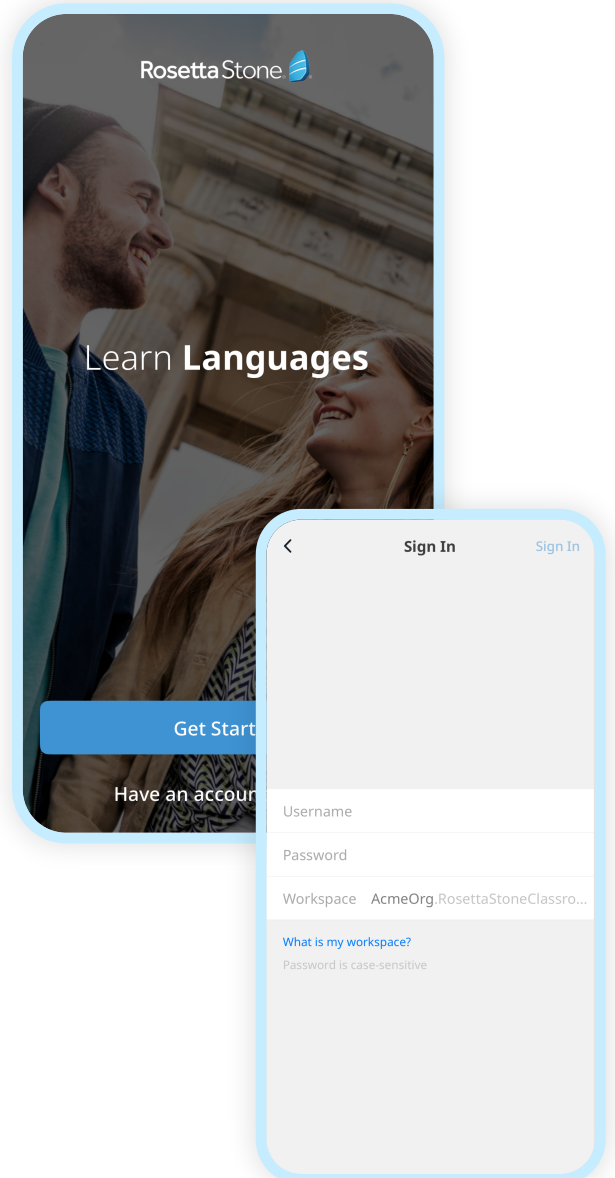 Rosetta Stone
Learn Languages
Get Start
Have an accour
Sign In Sign In
Username
Password
Workspace AcmeOrg.RosettaStoneClassro...
What is my workspace?
Password is case-sensitive